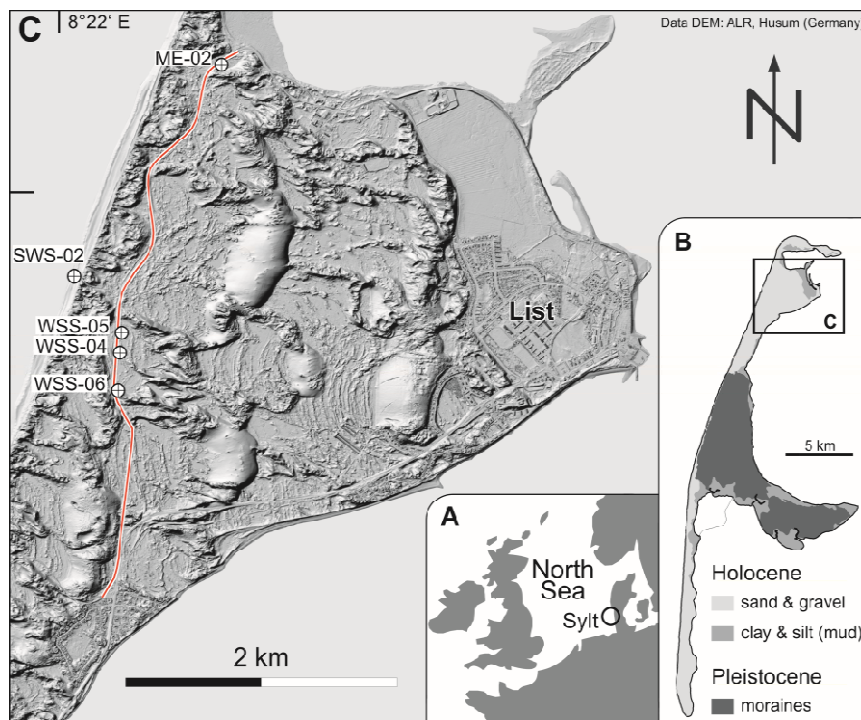 C
8°22‘ E
Data DEM: ALR, Husum (Germany
ME-02
N
SWS-02
WSS-05
WSS-04
WSS-06
List
2 km
A
North
Sea
Sylt
B
C
5 km
Holocene
sand & gravel
clay & silt (mud)
Pleistocene
moraines